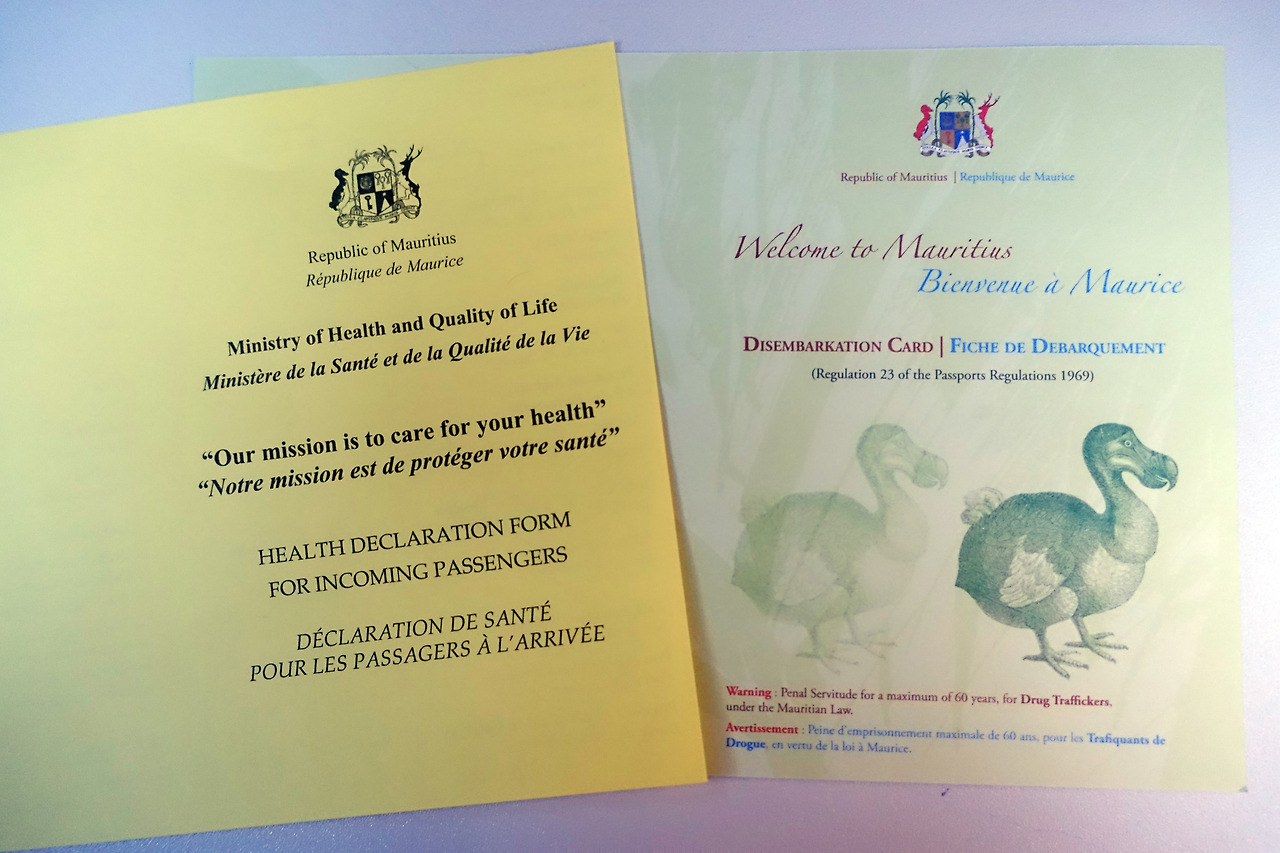 Republic of Mauritius
République de Maurice
Ministry of Health and Quality of Life
Ministère de la Santé et de la Qualité de la Vie
“Our mission is to care for your health”
“Notre mission est de protéger votre santé”
HEALTH DECLARATION FORM
FOR INCOMING PASSENGERS
DÉCLARATION DE SANTÉ
POUR LES PASSAGERS À L’ARRIVÉE
Republic of Mauritius | Republique de Maurice
Welcome to Mauritius
Bienvenue à Maurice
DISEMBARKATION CARD | FICHE DE DEBARQUEMENT
(Regulation 23 of the Passports Regulations 1969)
Warning : Penal Servitude for a maximum of 60 years, for Drug Traffickers,
under the Mauritian Law.
Avertissement : Peine d’emprisonnement maximale de 60 ans, pour les Trafiquants de
Drogue, en vertu de la loi à Maurice.